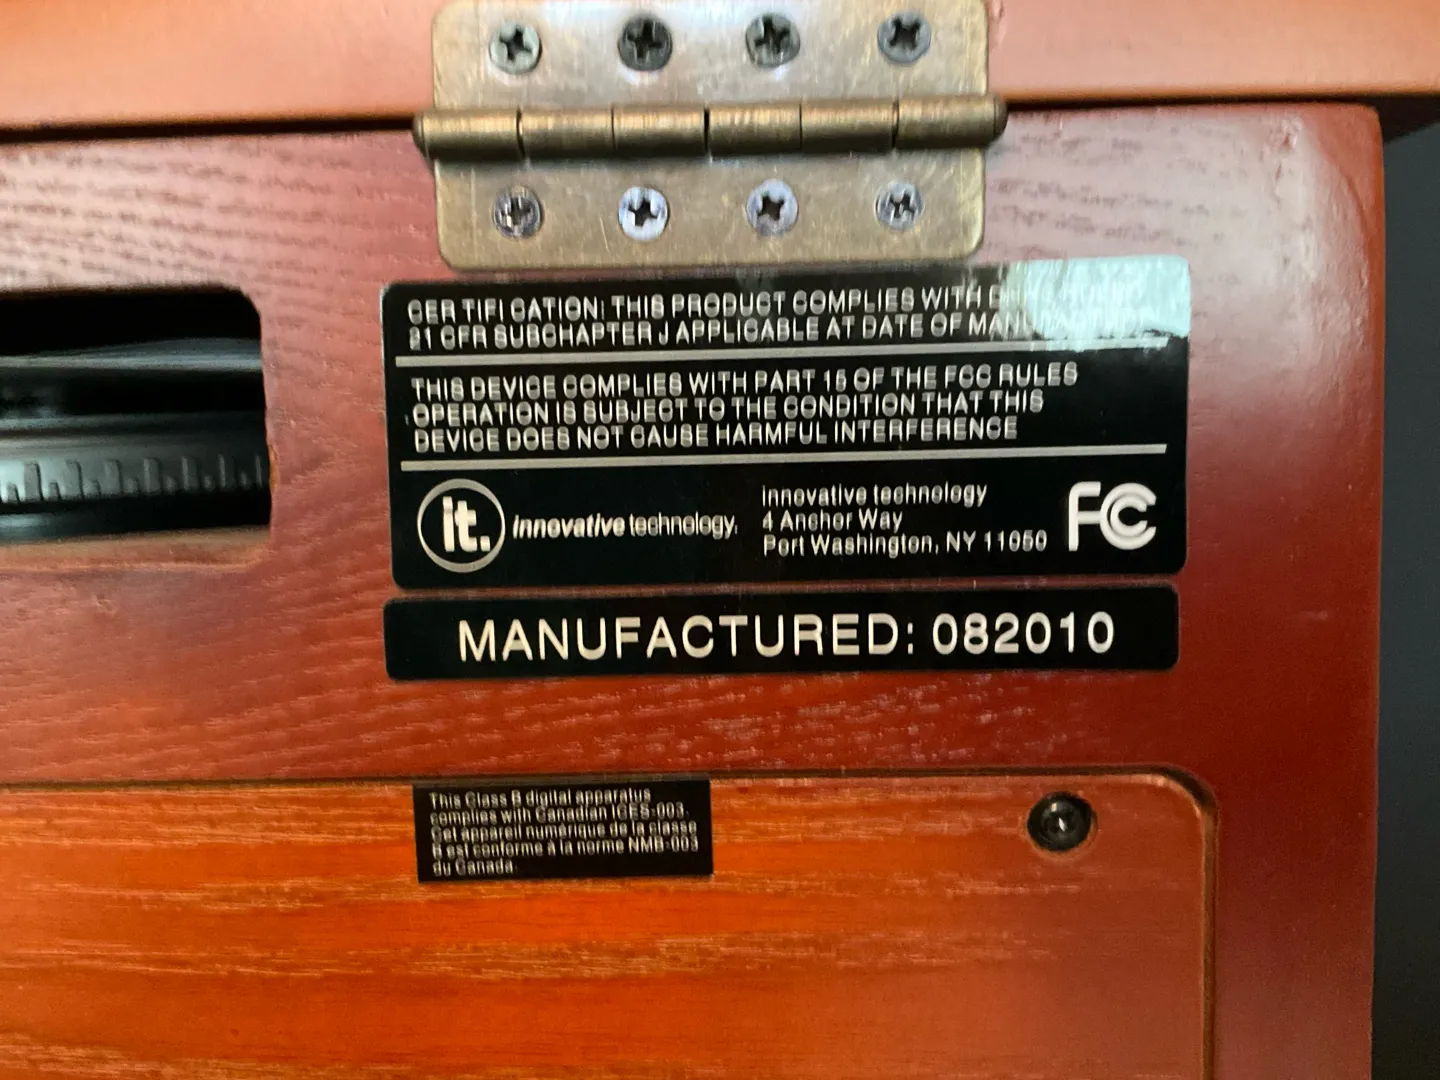 CERTIFICATION: THIS PRODUCT COMPLIES WITH
21 CFR SUBCHAPTER J APPLICABLE AT DATE OF MANUFACTURE
THIS DEVICE COMPLIES WITH PART 15 OF THE FCC RULES
OPERATION IS SUBJECT TO THE CONDITION THAT THIS
DEVICE DOES NOT CAUSE HARMFUL INTERFERENCE
it. innovative technology.
innovative technology
4 Anchor Way
Port Washington, NY 11050
FC
MANUFACTURED: 082010
This Class B digital apparatus
complies with Canadian ICES-003.
Cet appareil numérique de la classe
B est conforme à la norme NMB-003
du Canada.